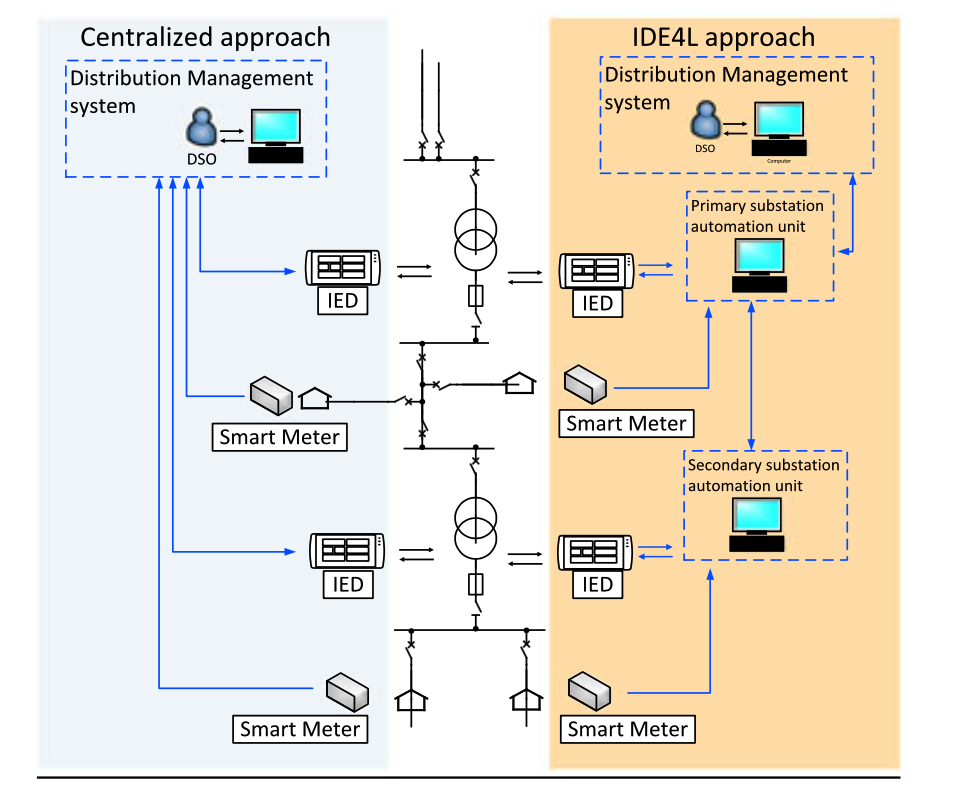 Centralized approach
Distribution Management
system
DSO
IED
Smart Meter
IED
Smart Meter
IDE4L approach
Distribution Management
system
DSO
Computer
Primary substation
automation unit
IED
Smart Meter
Secondary substation
automation unit
IED
Smart Meter